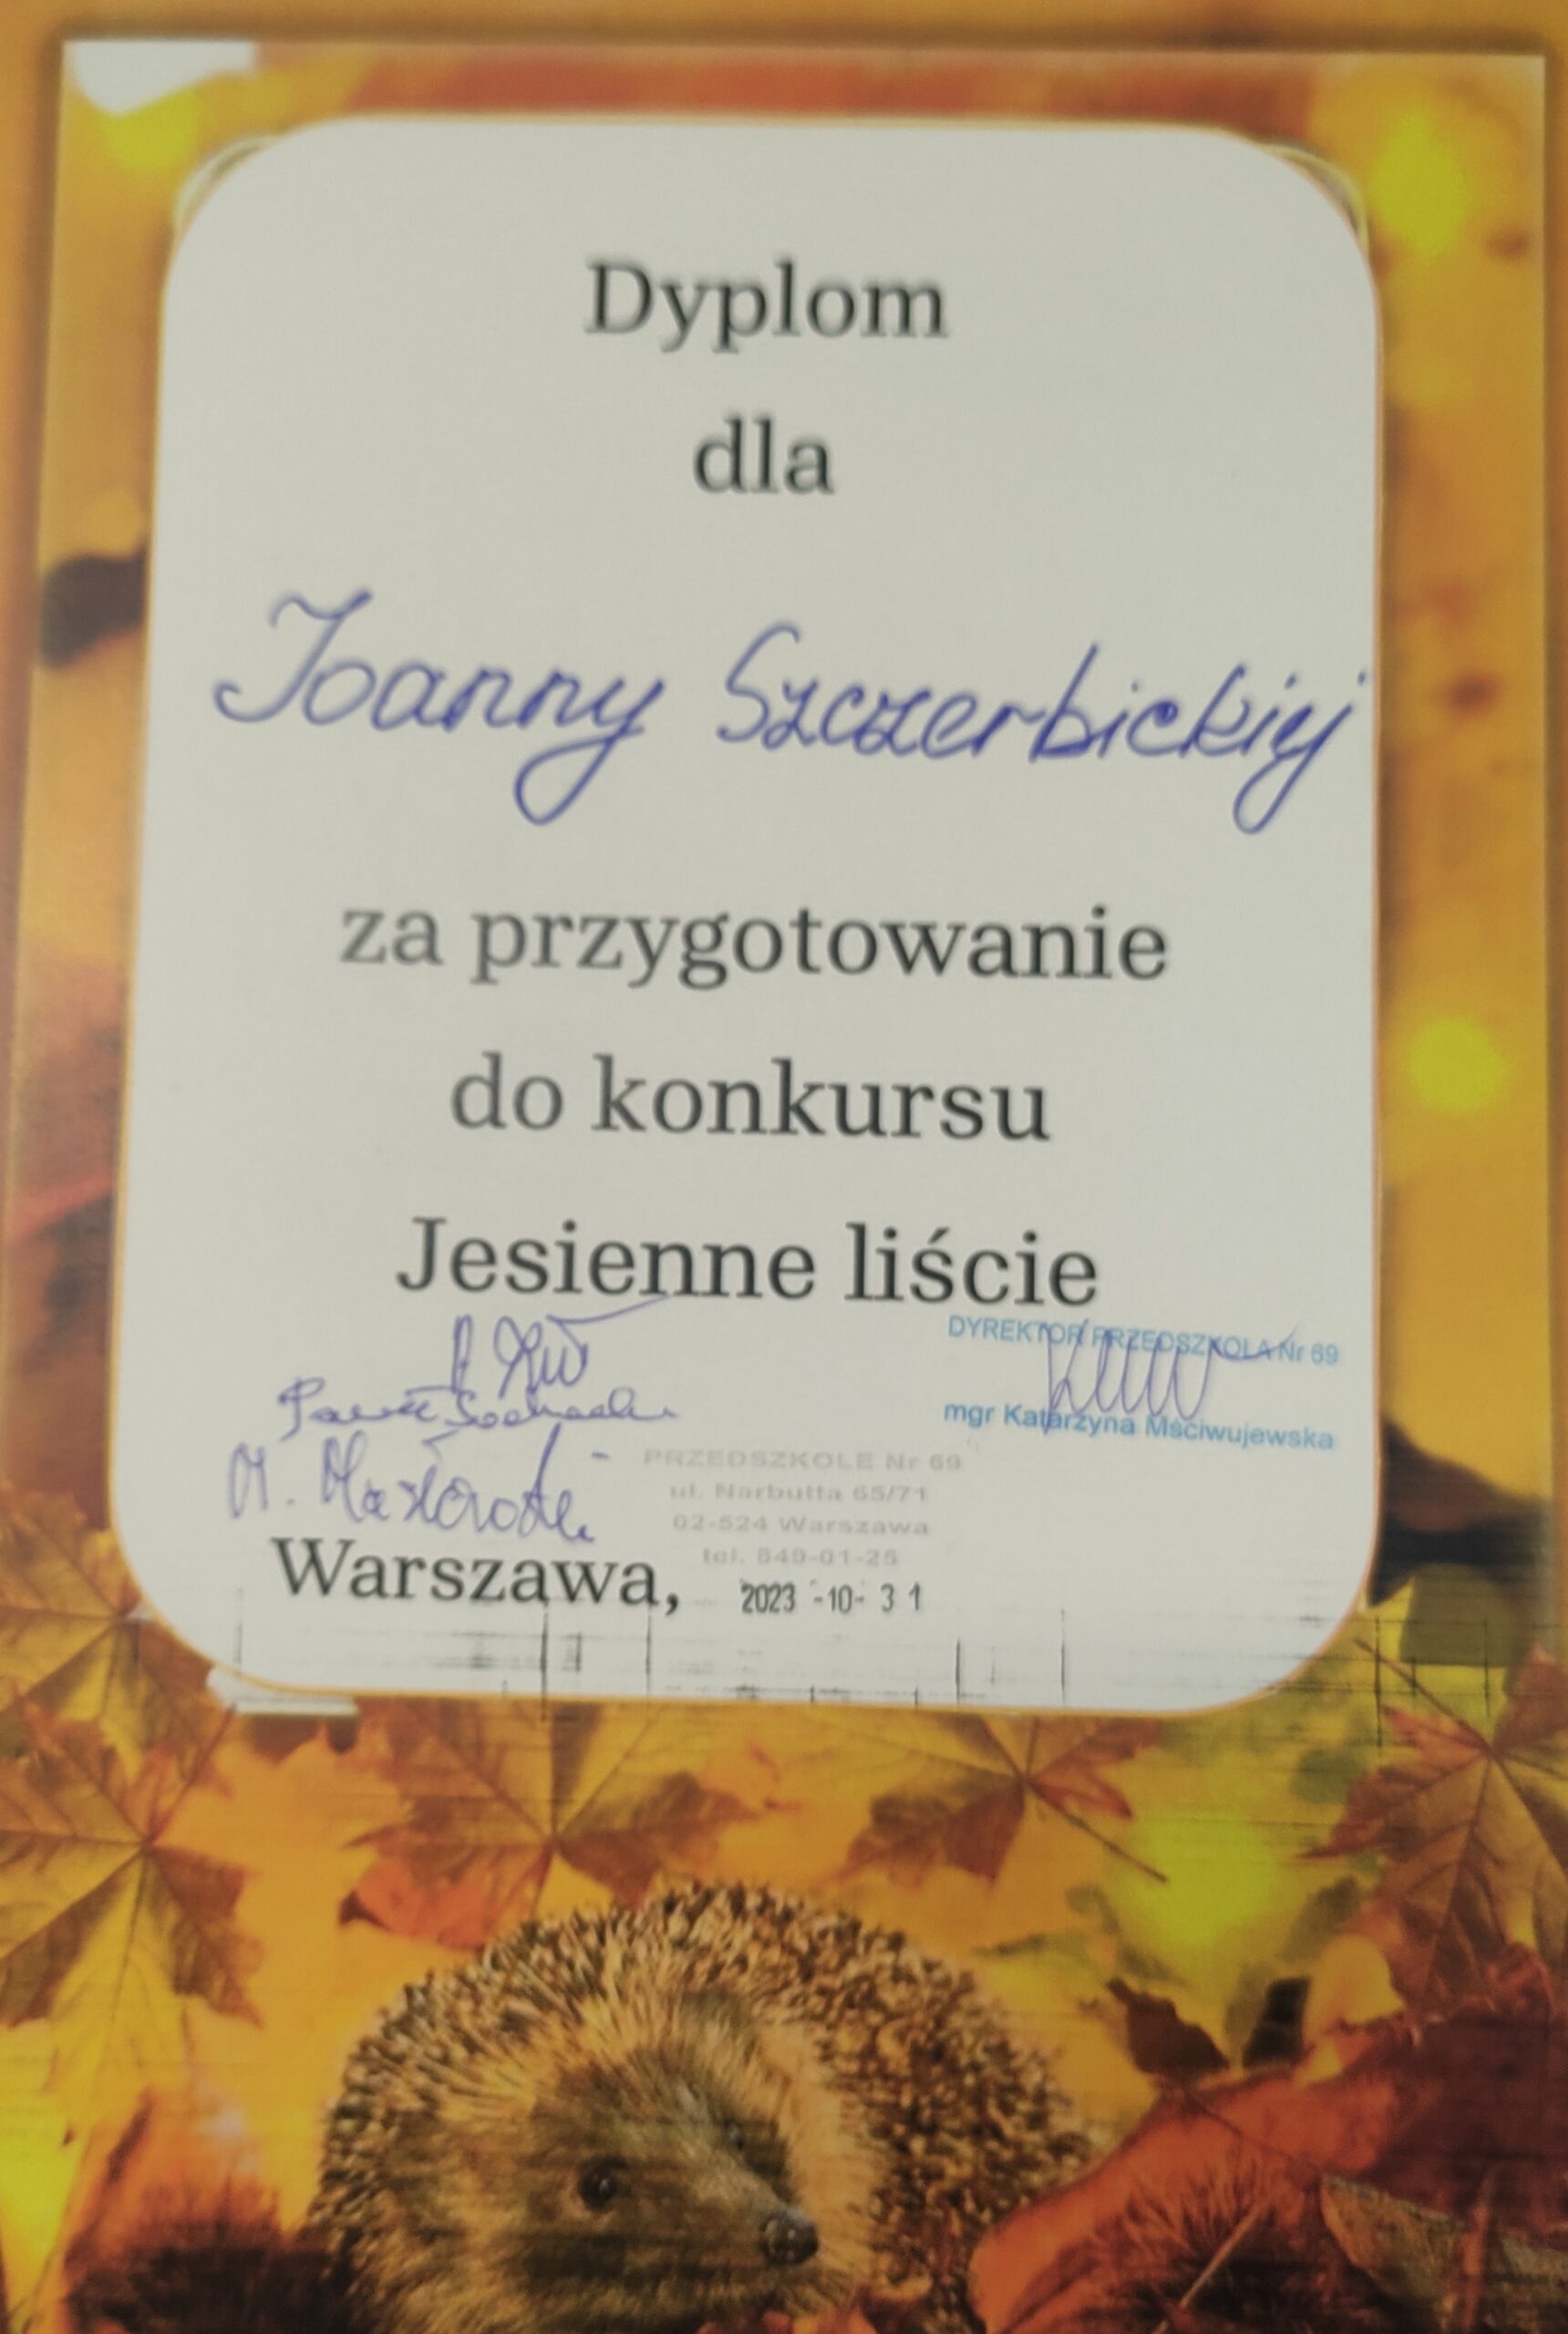 Dyplom
dla
Joanny Szczerbickiej
za przygotowanie
do konkursu
Jesienne liście
DYREKTOR PRZEDSZKOLA Nr 69
mgr Katarzyna Mściwujewska
PRZEDSZKOLE Nr 69
ul. Narbutta 65/71
02-524 Warszawa
tel. 849-01-25
Warszawa, 2023 -10- 31